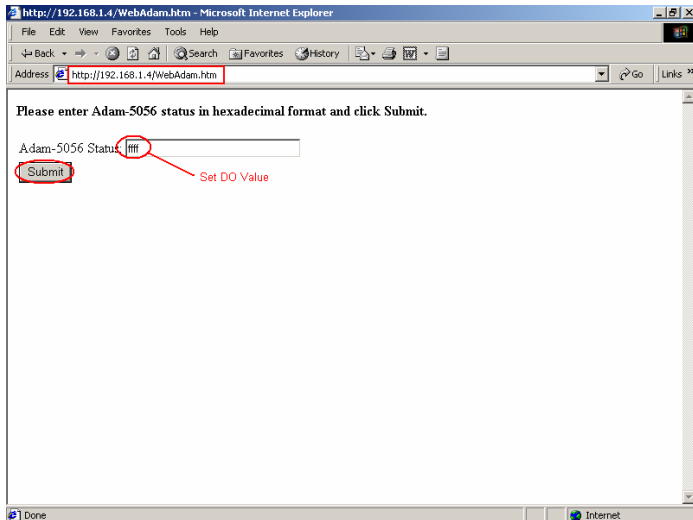 http://192.168.1.4/WebAdam.htm - Microsoft Internet Explorer
File Edit View Favorites Tools Help
Back Search Favorites History
Address http://192.168.1.4/WebAdam.htm Go Links »
Please enter Adam-5056 status in hexadecimal format and click Submit.
Adam-5056 Status: ffff
Submit
Set DO Value
Done Internet